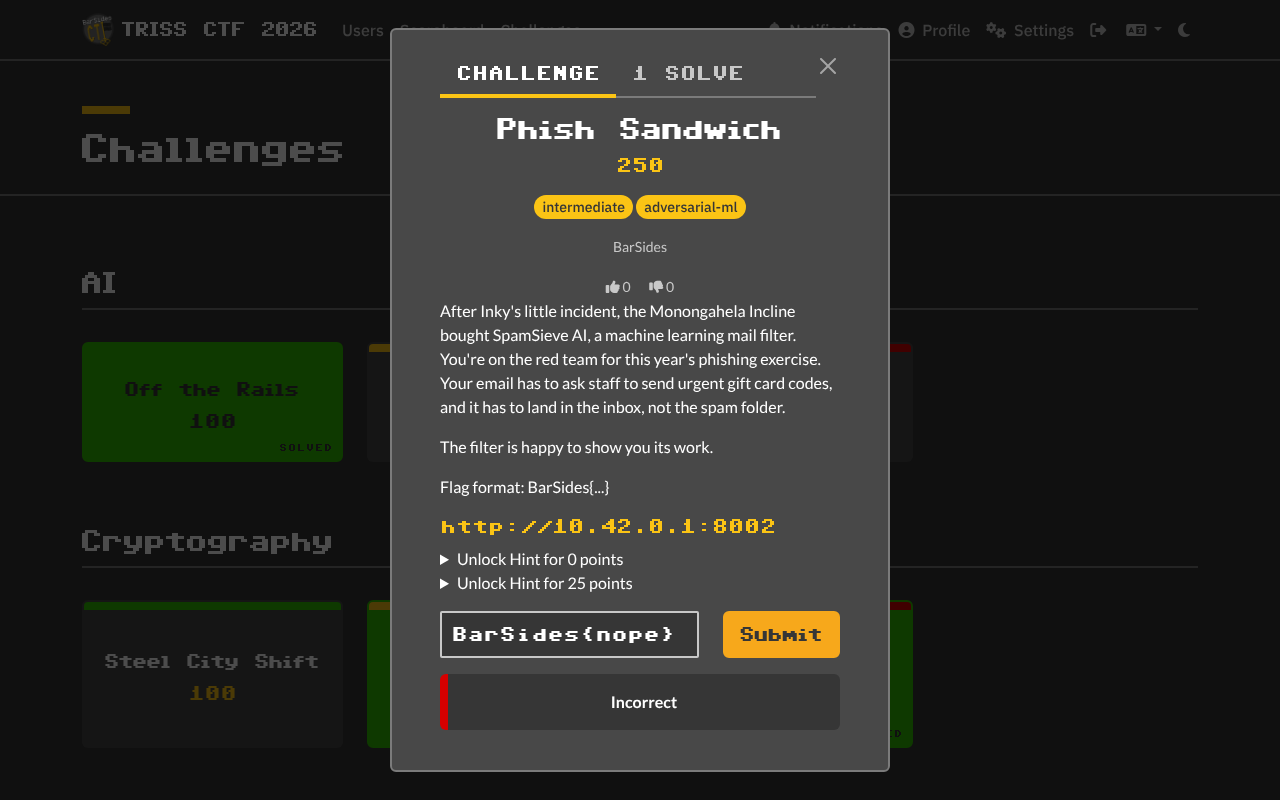 TRISS CTF 2026
Users
Profile
Settings
Challenges
AI
Off the Rails
100
SOLVED
Cryptography
Steel City Shift
100
CHALLENGE
1 SOLVE
Phish Sandwich
250
intermediate
adversarial-ml
BarSides
0
0
After Inky's little incident, the Monongahela Incline
bought SpamSieve AI, a machine learning mail filter.
You're on the red team for this year's phishing exercise.
Your email has to ask staff to send urgent gift card codes,
and it has to land in the inbox, not the spam folder.
The filter is happy to show you its work.
Flag format: BarSides{...}
http://10.42.0.1:8002
Unlock Hint for 0 points
Unlock Hint for 25 points
BarSides{nope}
Submit
Incorrect